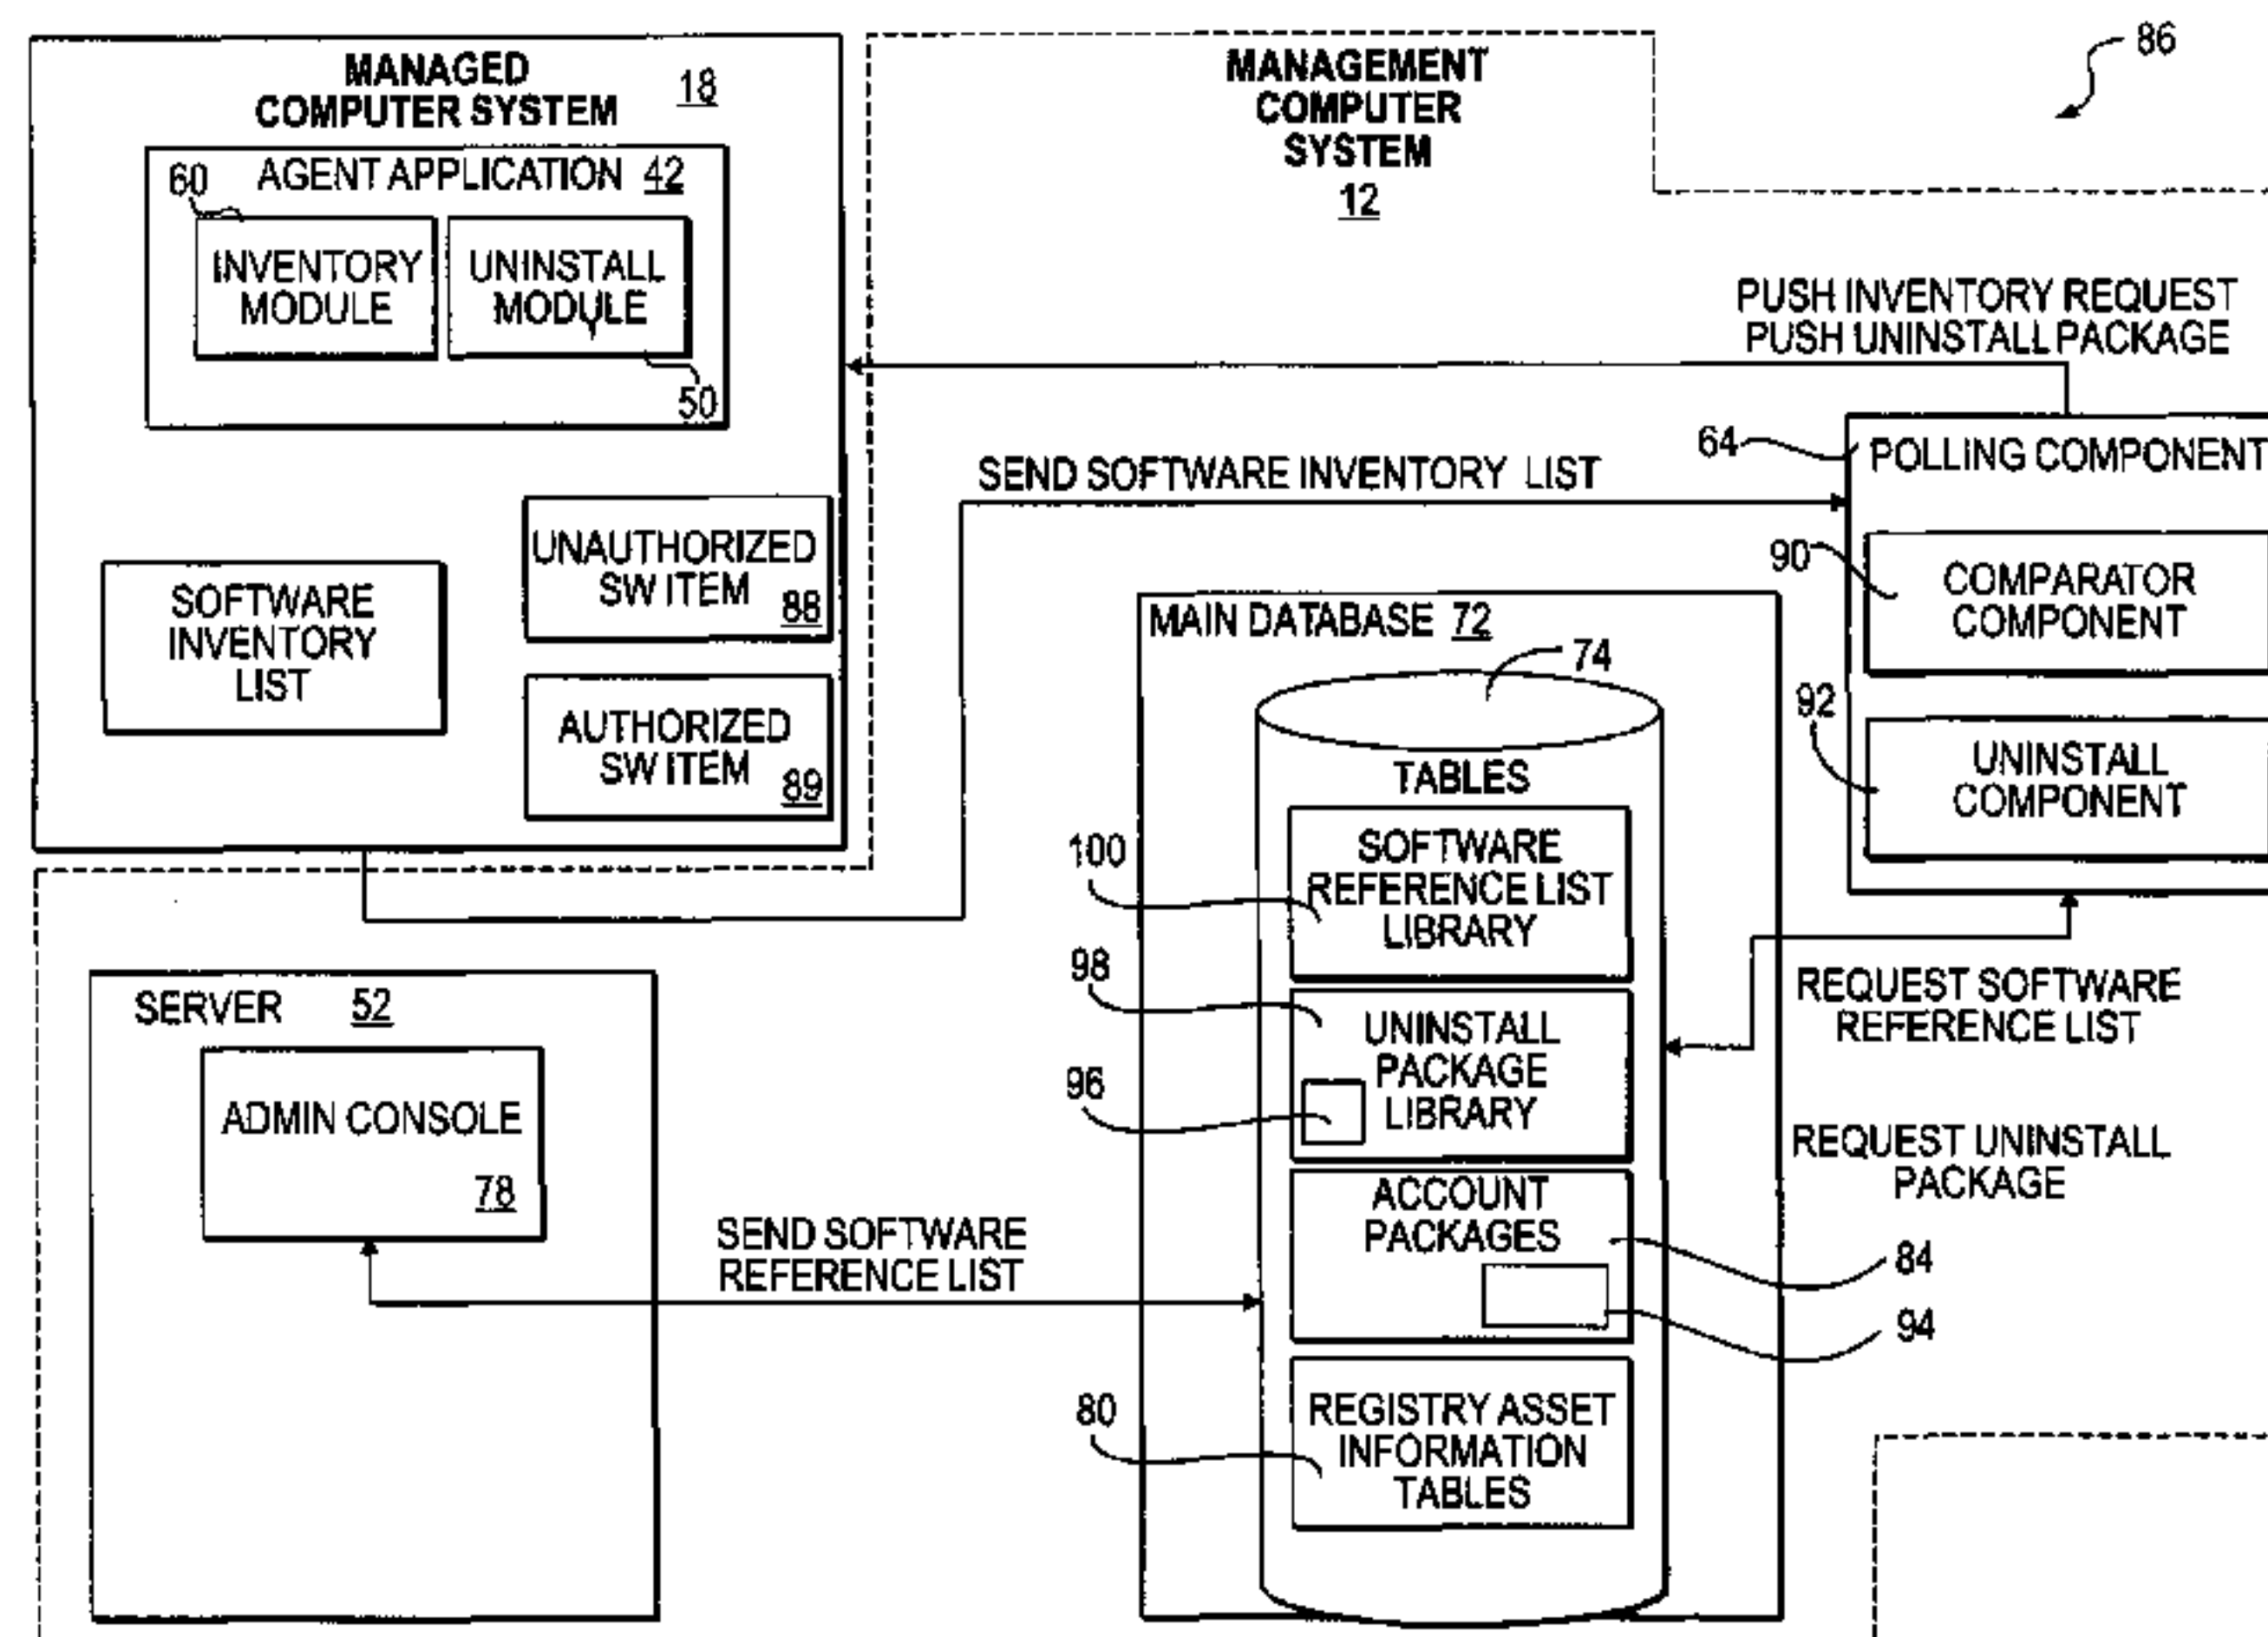 MANAGED
COMPUTER SYSTEM
18
AGENT APPLICATION 42
60
INVENTORY
MODULE
UNINSTALL
MODULE
50
SOFTWARE
INVENTORY
LIST
UNAUTHORIZED
SW ITEM
88
AUTHORIZED
SW ITEM
89
MANAGEMENT
COMPUTER
SYSTEM
12
86
PUSH INVENTORY REQUEST
PUSH UNINSTALL PACKAGE
SEND SOFTWARE INVENTORY LIST
64
POLLING COMPONENT
90
COMPARATOR
COMPONENT
92
UNINSTALL
COMPONENT
MAIN DATABASE 72
74
TABLES
100
SOFTWARE
REFERENCE LIST
LIBRARY
98
UNINSTALL
PACKAGE
LIBRARY
96
ACCOUNT
PACKAGES
84
94
80
REGISTRY ASSET
INFORMATION
TABLES
REQUEST SOFTWARE
REFERENCE LIST
REQUEST UNINSTALL
PACKAGE
SERVER 52
ADMIN CONSOLE
78
SEND SOFTWARE
REFERENCE LIST